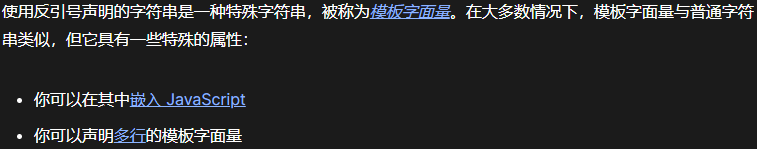 使用反引号声明的字符串是一种特殊字符串，被称为模板字面量。在大多数情况下，模板字面量与普通字符
串类似，但它具有一些特殊的属性：
• 你可以在其中嵌入 JavaScript
• 你可以声明多行的模板字面量